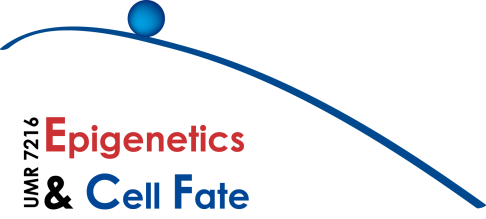 UMR 7216
Epigenetics
& Cell Fate